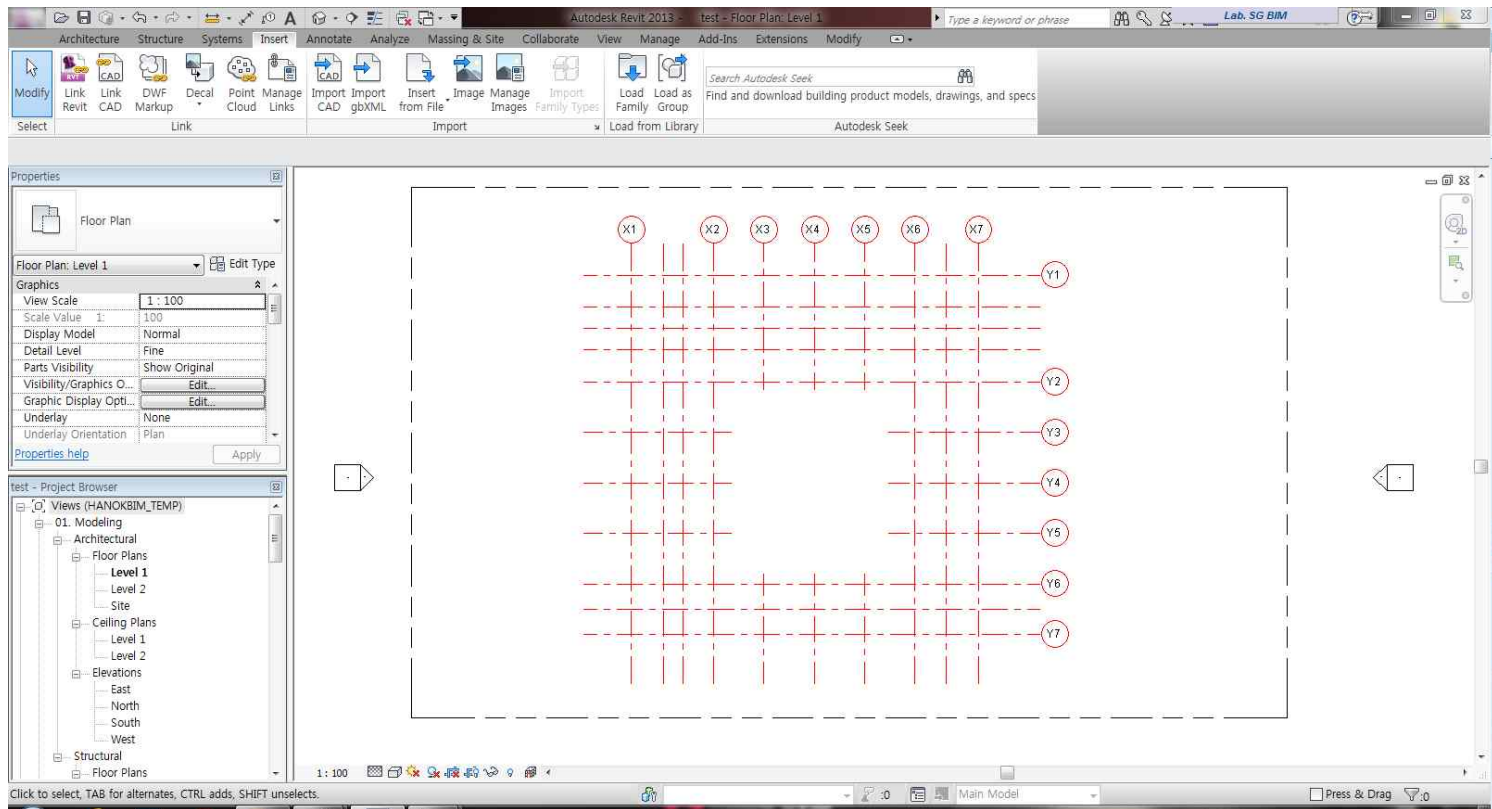 Autodesk Revit 2013 - test - Floor Plan: Level 1
Type a keyword or phrase
Lab. SG BIM
Architecture Structure Systems Insert Annotate Analyze Massing & Site Collaborate View Manage Add-Ins Extensions Modify
Modify
Link Revit
Link CAD
DWF Markup
Decal
Point Cloud
Manage Links
Import CAD
Import gbXML
Insert from File
Image
Manage Images
Import Family Types
Load Family
Load as Group
Search Autodesk Seek
Find and download building product models, drawings, and specs
Select
Link
Import
Load from Library
Autodesk Seek
Properties
Floor Plan
Floor Plan: Level 1
Edit Type
Graphics
View Scale 1 : 100
Scale Value 1: 100
Display Model Normal
Detail Level Fine
Parts Visibility Show Original
Visibility/Graphics O... Edit...
Graphic Display Opti... Edit...
Underlay None
Underlay Orientation Plan
Properties help
Apply
test - Project Browser
Views (HANOKBIM_TEMP)
01. Modeling
Architectural
Floor Plans
Level 1
Level 2
Site
Ceiling Plans
Level 1
Level 2
Elevations
East
North
South
West
Structural
Floor Plans
X1 X2 X3 X4 X5 X6 X7
Y1
Y2
Y3
Y4
Y5
Y6
Y7
2D
1 : 100
Click to select, TAB for alternates, CTRL adds, SHIFT unselects.
:0
Main Model
Press & Drag
:0